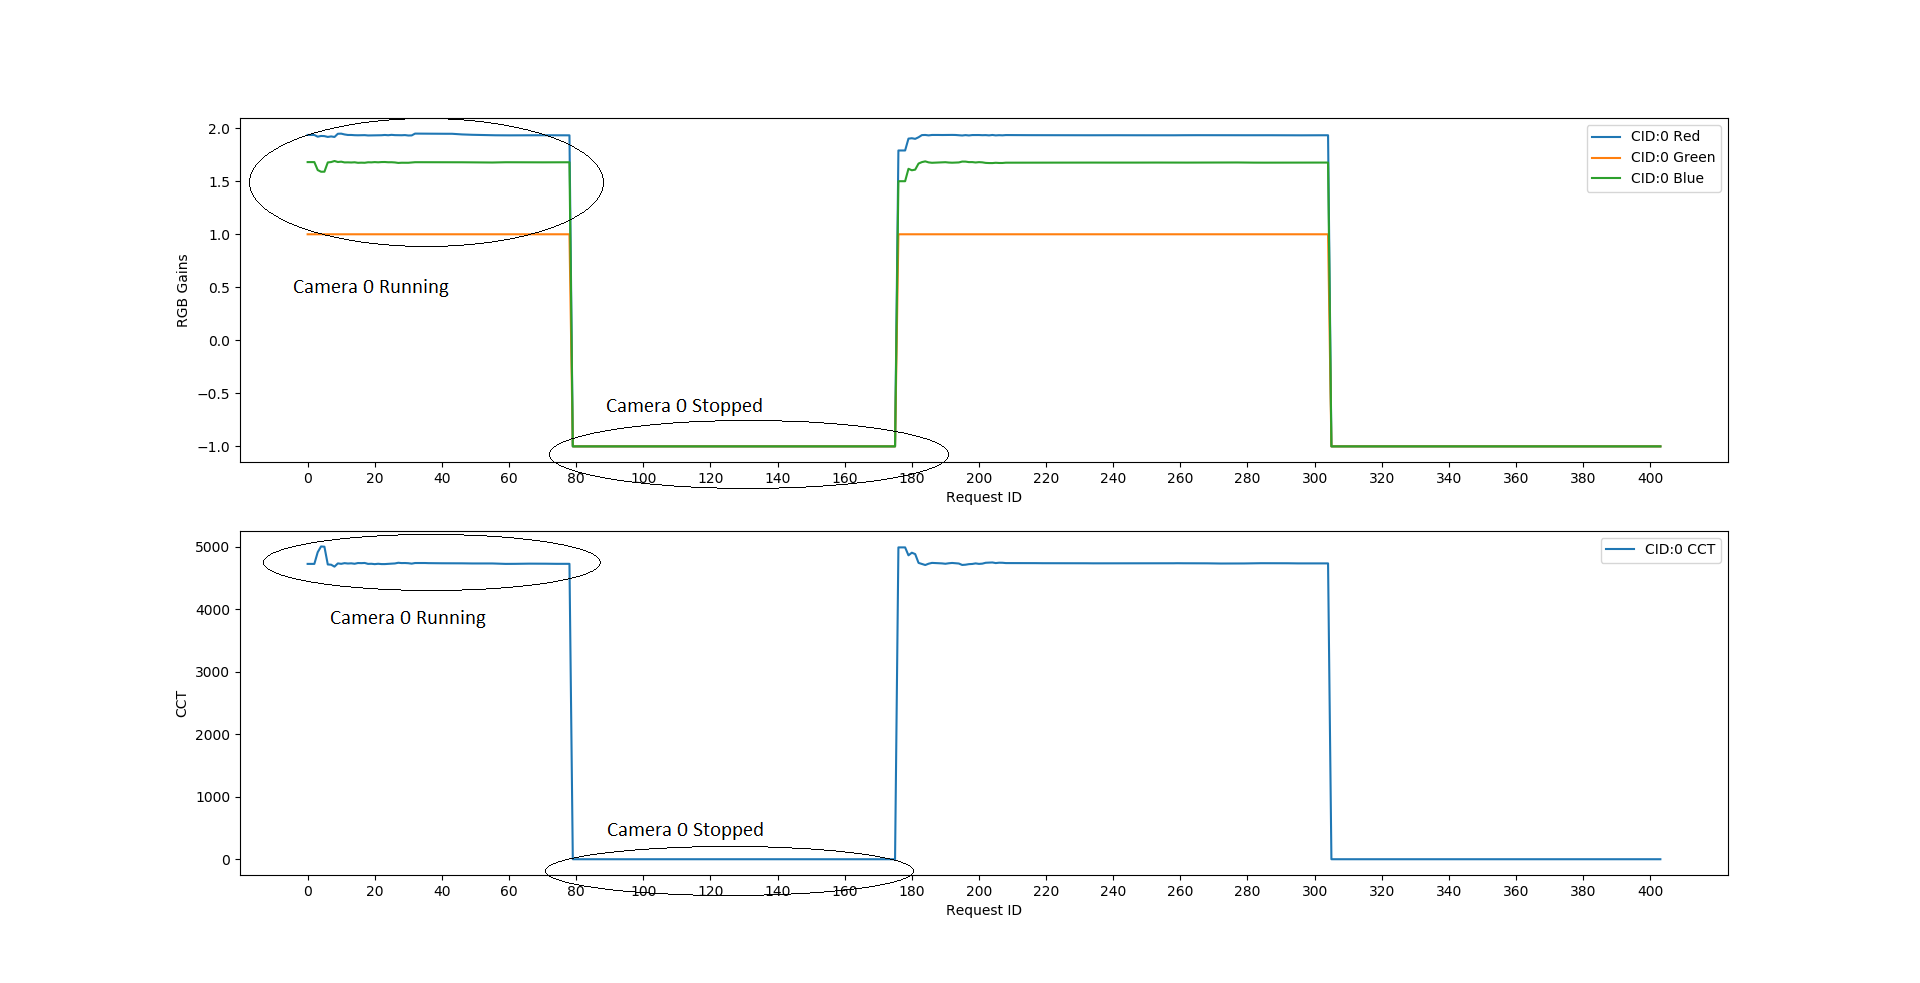 2.0
1.5
1.0
0.5
0.0
−0.5
−1.0
RGB Gains
CID:0 Red
CID:0 Green
CID:0 Blue
Camera 0 Running
Camera 0 Stopped
0 20 40 60 80 100 120 140 160 180 200 220 240 260 280 300 320 340 360 380 400
Request ID
5000
4000
3000
2000
1000
0
CCT
CID:0 CCT
Camera 0 Running
Camera 0 Stopped
0 20 40 60 80 100 120 140 160 180 200 220 240 260 280 300 320 340 360 380 400
Request ID